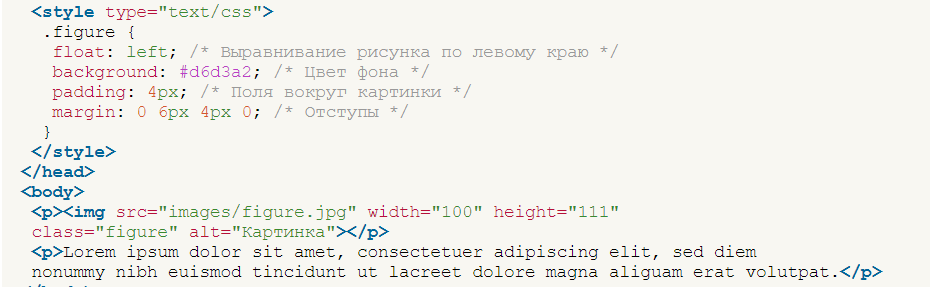 <style type="text/css">
.figure {
float: left; /* Выравнивание рисунка по левому краю */
background: #d6d3a2; /* Цвет фона */
padding: 4px; /* Поля вокруг картинки */
margin: 0 6px 4px 0; /* Отступы */
}
</style>
</head>
<body>
<p><img src="images/figure.jpg" width="100" height="111"
class="figure" alt="Картинка"></p>
<p>Lorem ipsum dolor sit amet, consectetuer adipiscing elit, sed diem
nonummy nibh euismod tincidunt ut lacreet dolore magna aliguam erat volutpat.</p>